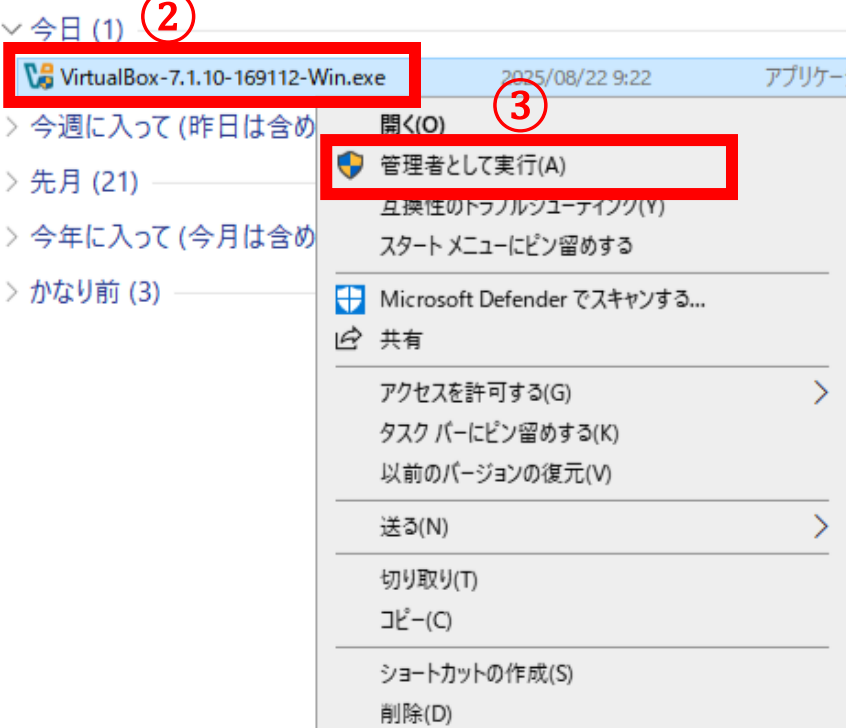 ②
今日 (1)
VirtualBox-7.1.10-169112-Win.exe 2025/08/22 9:22 アプリケー
③
今週に入って (昨日は含め
先月 (21)
今年に入って (今月は含め
かなり前 (3)
開く(O)
管理者として実行(A)
互換性のトラブルシューティング(Y)
スタート メニューにピン留めする
Microsoft Defender でスキャンする...
共有
アクセスを許可する(G)
タスク バーにピン留めする(K)
以前のバージョンの復元(V)
送る(N)
切り取り(T)
コピー(C)
ショートカットの作成(S)
削除(D)